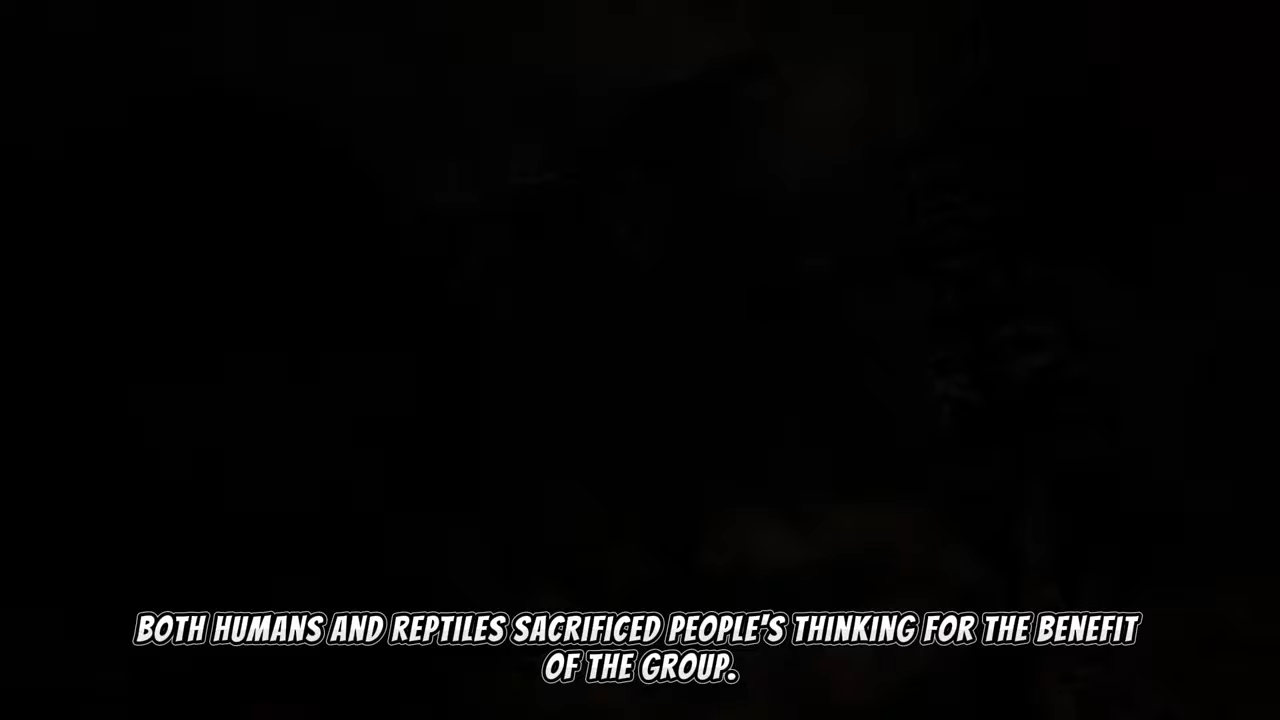 BOTH HUMANS AND REPTILES SACRIFICED PEOPLE'S THINKING FOR THE BENEFIT
OF THE GROUP.